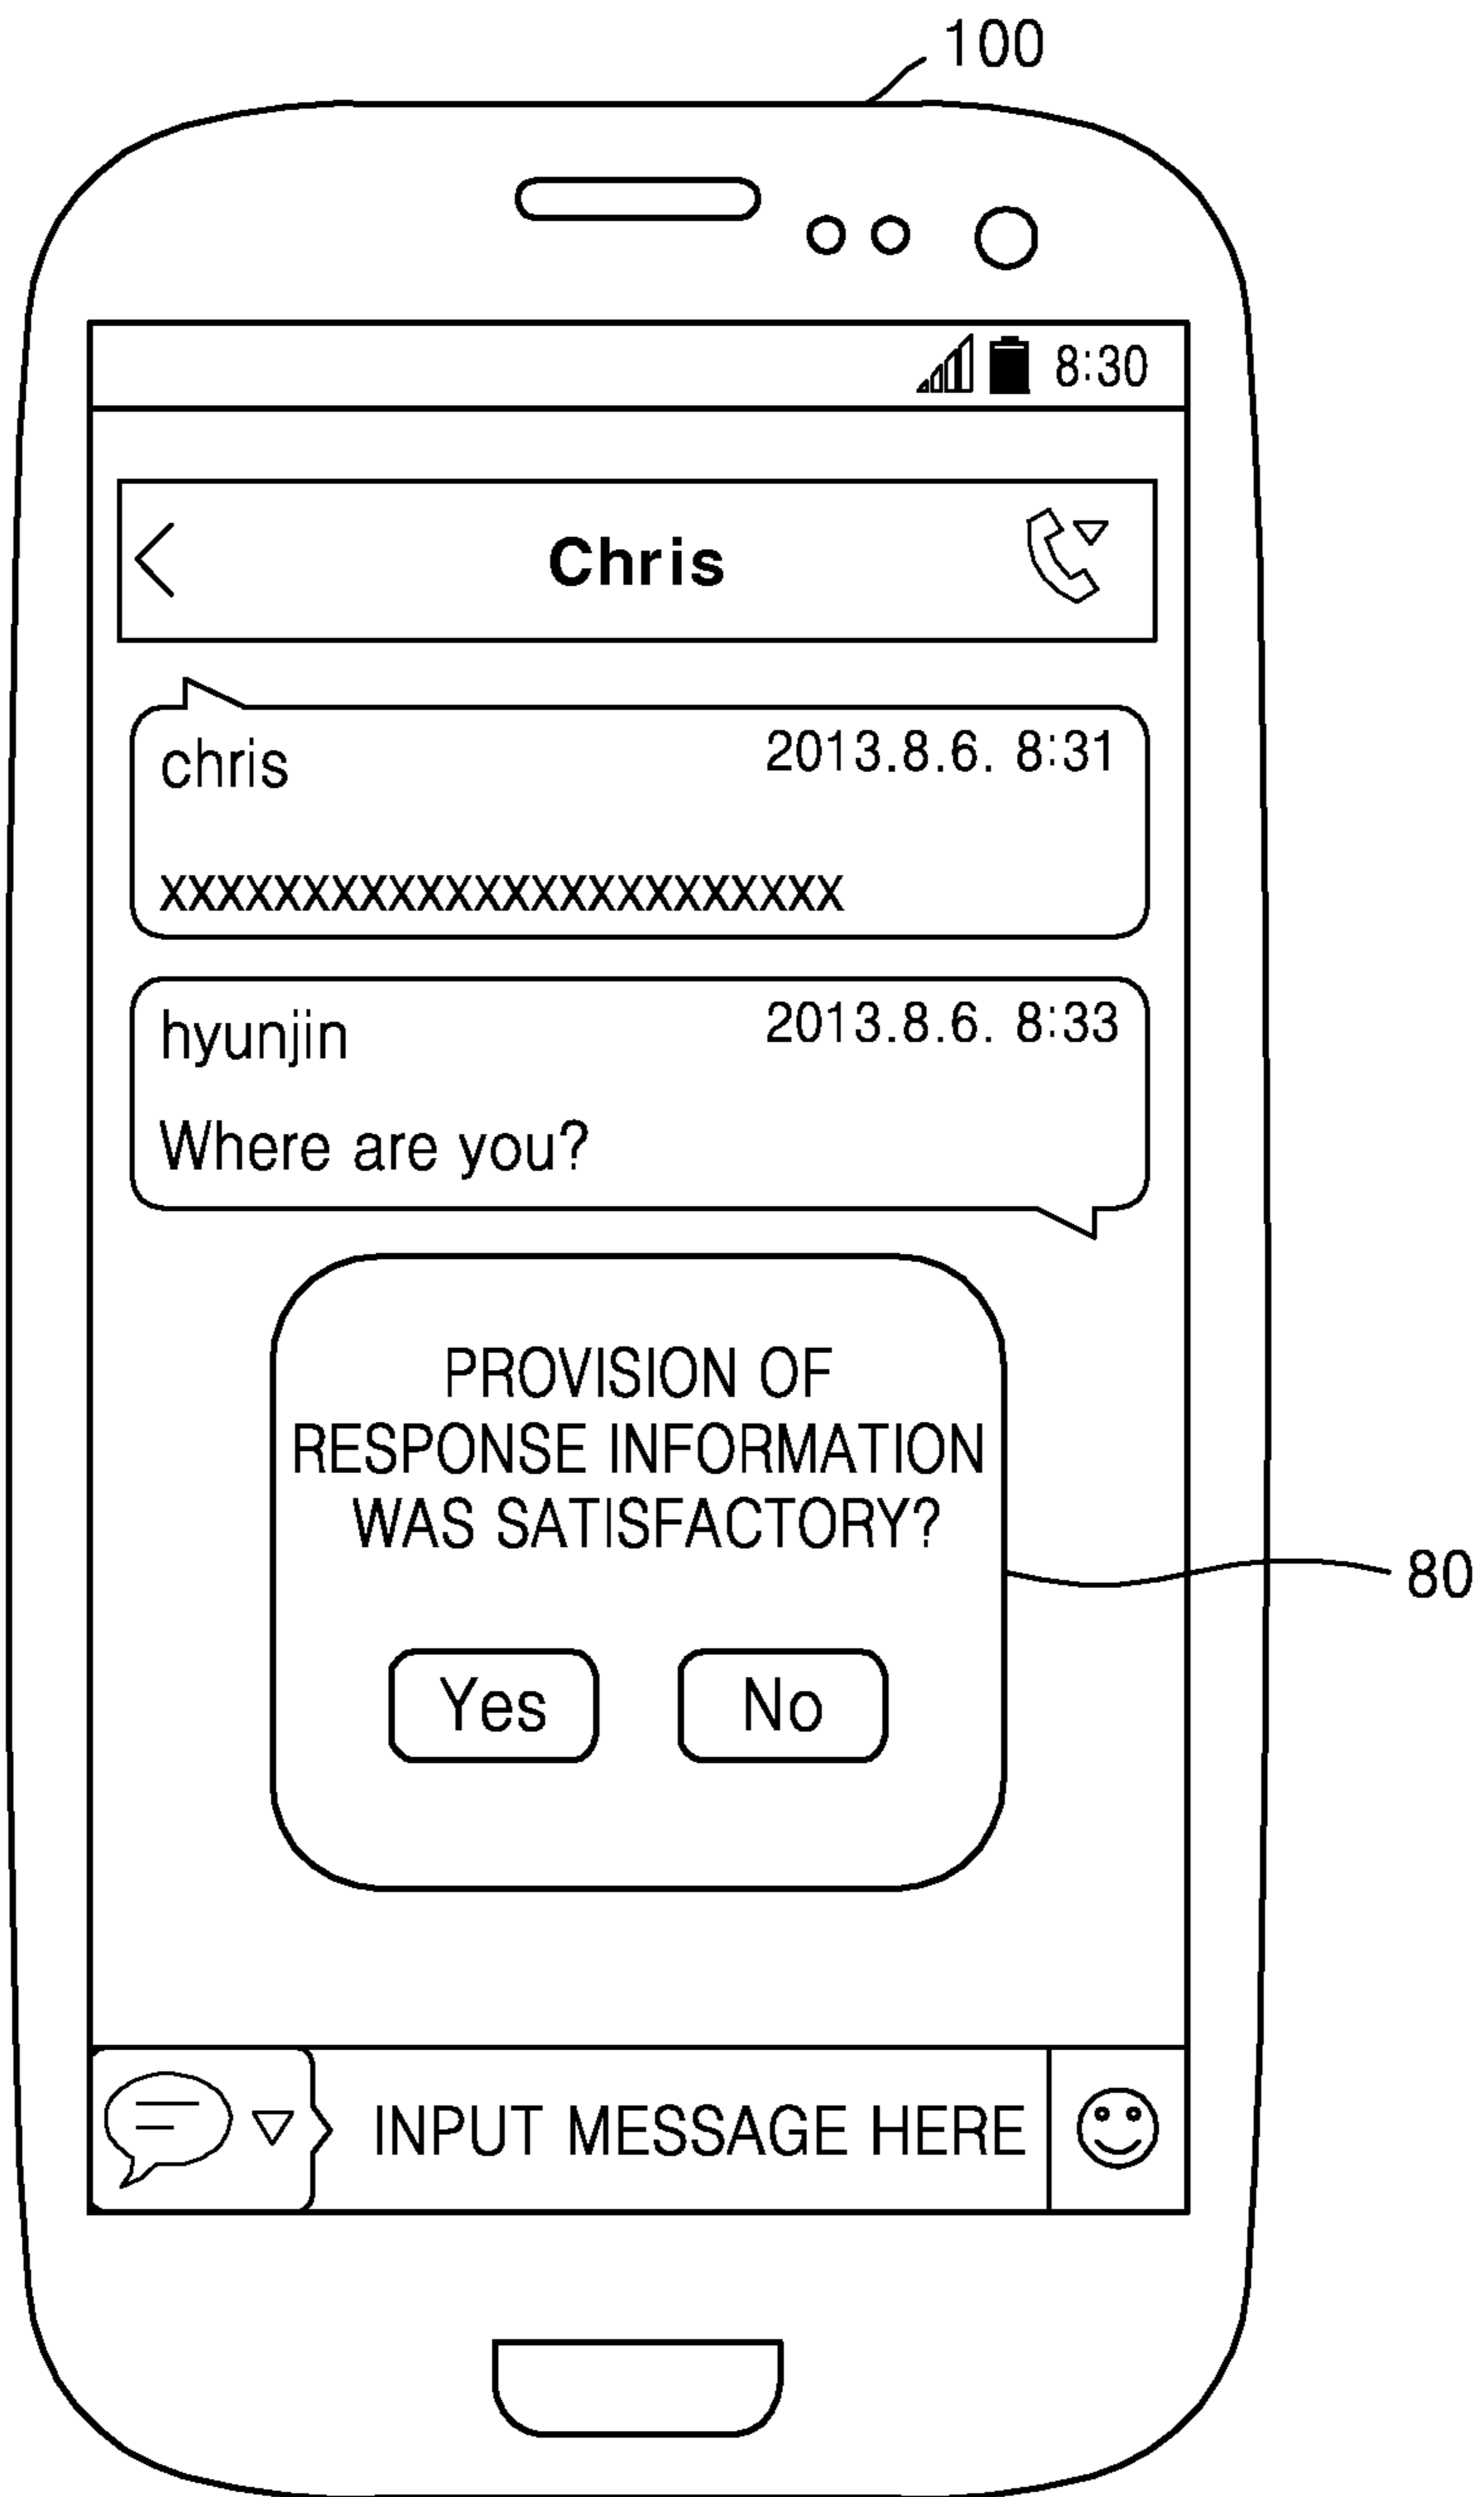 100
8:30
Chris
chris 2013.8.6. 8:31
xxxxxxxxxxxxxxxxxxxxxxxx
hyunjin 2013.8.6. 8:33
Where are you?
PROVISION OF
RESPONSE INFORMATION
WAS SATISFACTORY?
80
Yes No
INPUT MESSAGE HERE